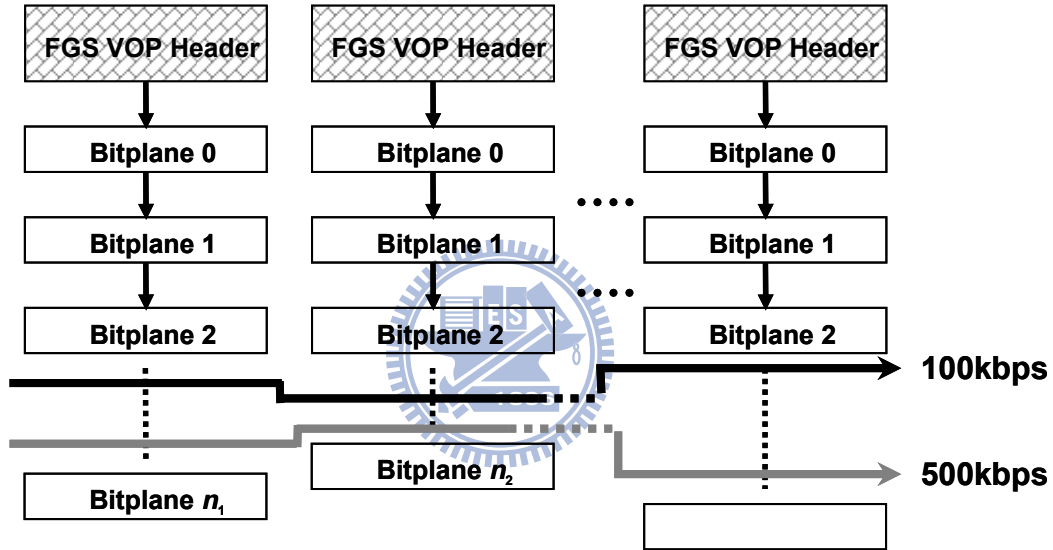 FGS VOP Header FGS VOP Header FGS VOP Header
Bitplane 0 Bitplane 0 Bitplane 0
Bitplane 1 Bitplane 1 Bitplane 1
Bitplane 2 Bitplane 2 Bitplane 2
ES
100kbps
500kbps
Bitplane n₁ Bitplane n₂